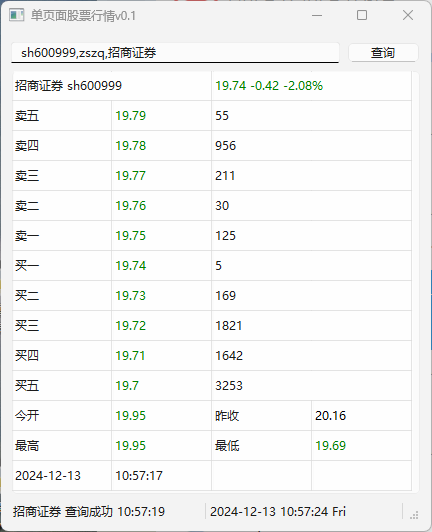 单页面股票行情v0.1
sh600999,zszq,招商证券 查询
招商证券 sh600999 19.74 -0.42 -2.08%
卖五 19.79 55
卖四 19.78 956
卖三 19.77 211
卖二 19.76 30
卖一 19.75 125
买一 19.74 5
买二 19.73 169
买三 19.72 1821
买四 19.71 1642
买五 19.7 3253
今开 19.95 昨收 20.16
最高 19.95 最低 19.69
2024-12-13 10:57:17
招商证券 查询成功 10:57:19 2024-12-13 10:57:24 Fri